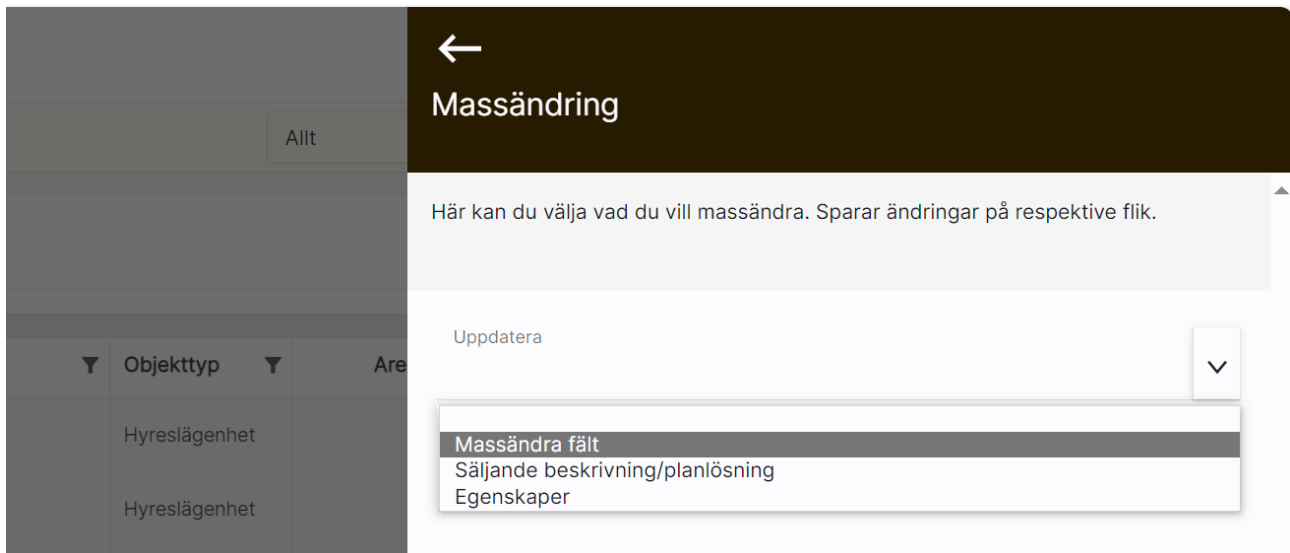 Massändring
Allt
Här kan du välja vad du vill massändra. Sparar ändringar på respektive flik.
Uppdatera
Objekttyp
Are
Massändra fält
Säljande beskrivning/planlösning
Egenskaper
Hyreslägenhet
Hyreslägenhet